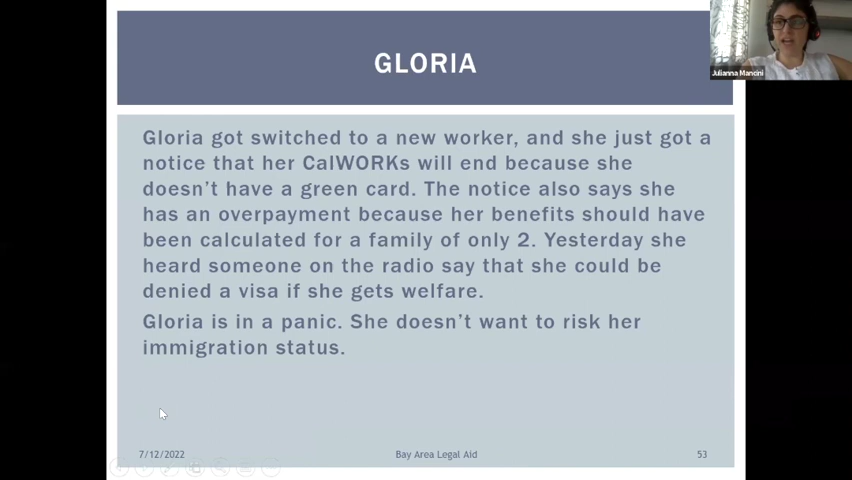 GLORIA
Julianna Mancini
Gloria got switched to a new worker, and she just got a
notice that her CalWORKs will end because she
doesn’t have a green card. The notice also says she
has an overpayment because her benefits should have
been calculated for a family of only 2. Yesterday she
heard someone on the radio say that she could be
denied a visa if she gets welfare.
Gloria is in a panic. She doesn’t want to risk her
immigration status.
7/12/2022
Bay Area Legal Aid
53